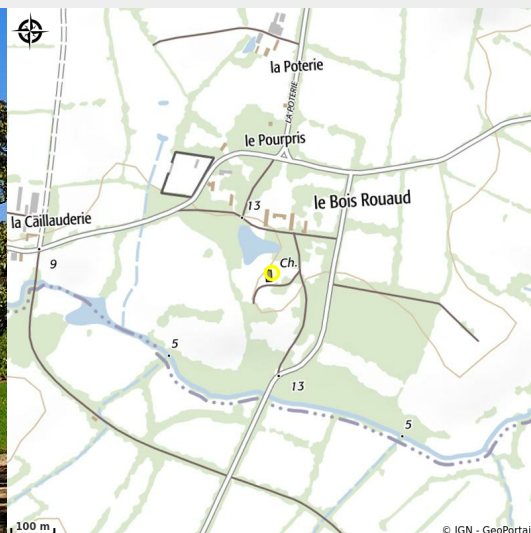 la Poterie
LA POTERIE
le Pourpris
le Bois Rouaud
13
la Caillauderie
9
Ch.
5
13
5
100 m
© IGN - GeoPortai